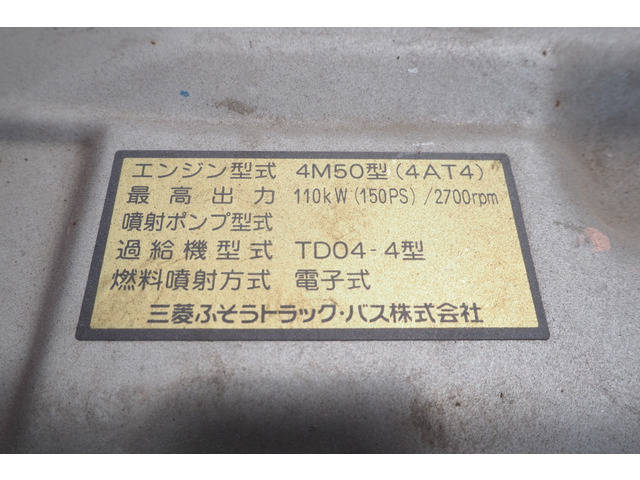 エンジン型式 4M50型(4AT4)
最高出力 110kW(150PS)/2700rpm
噴射ポンプ型式
過給機型式 TD04-4型
燃料噴射方式 電子式
三菱ふそうトラック・バス株式会社